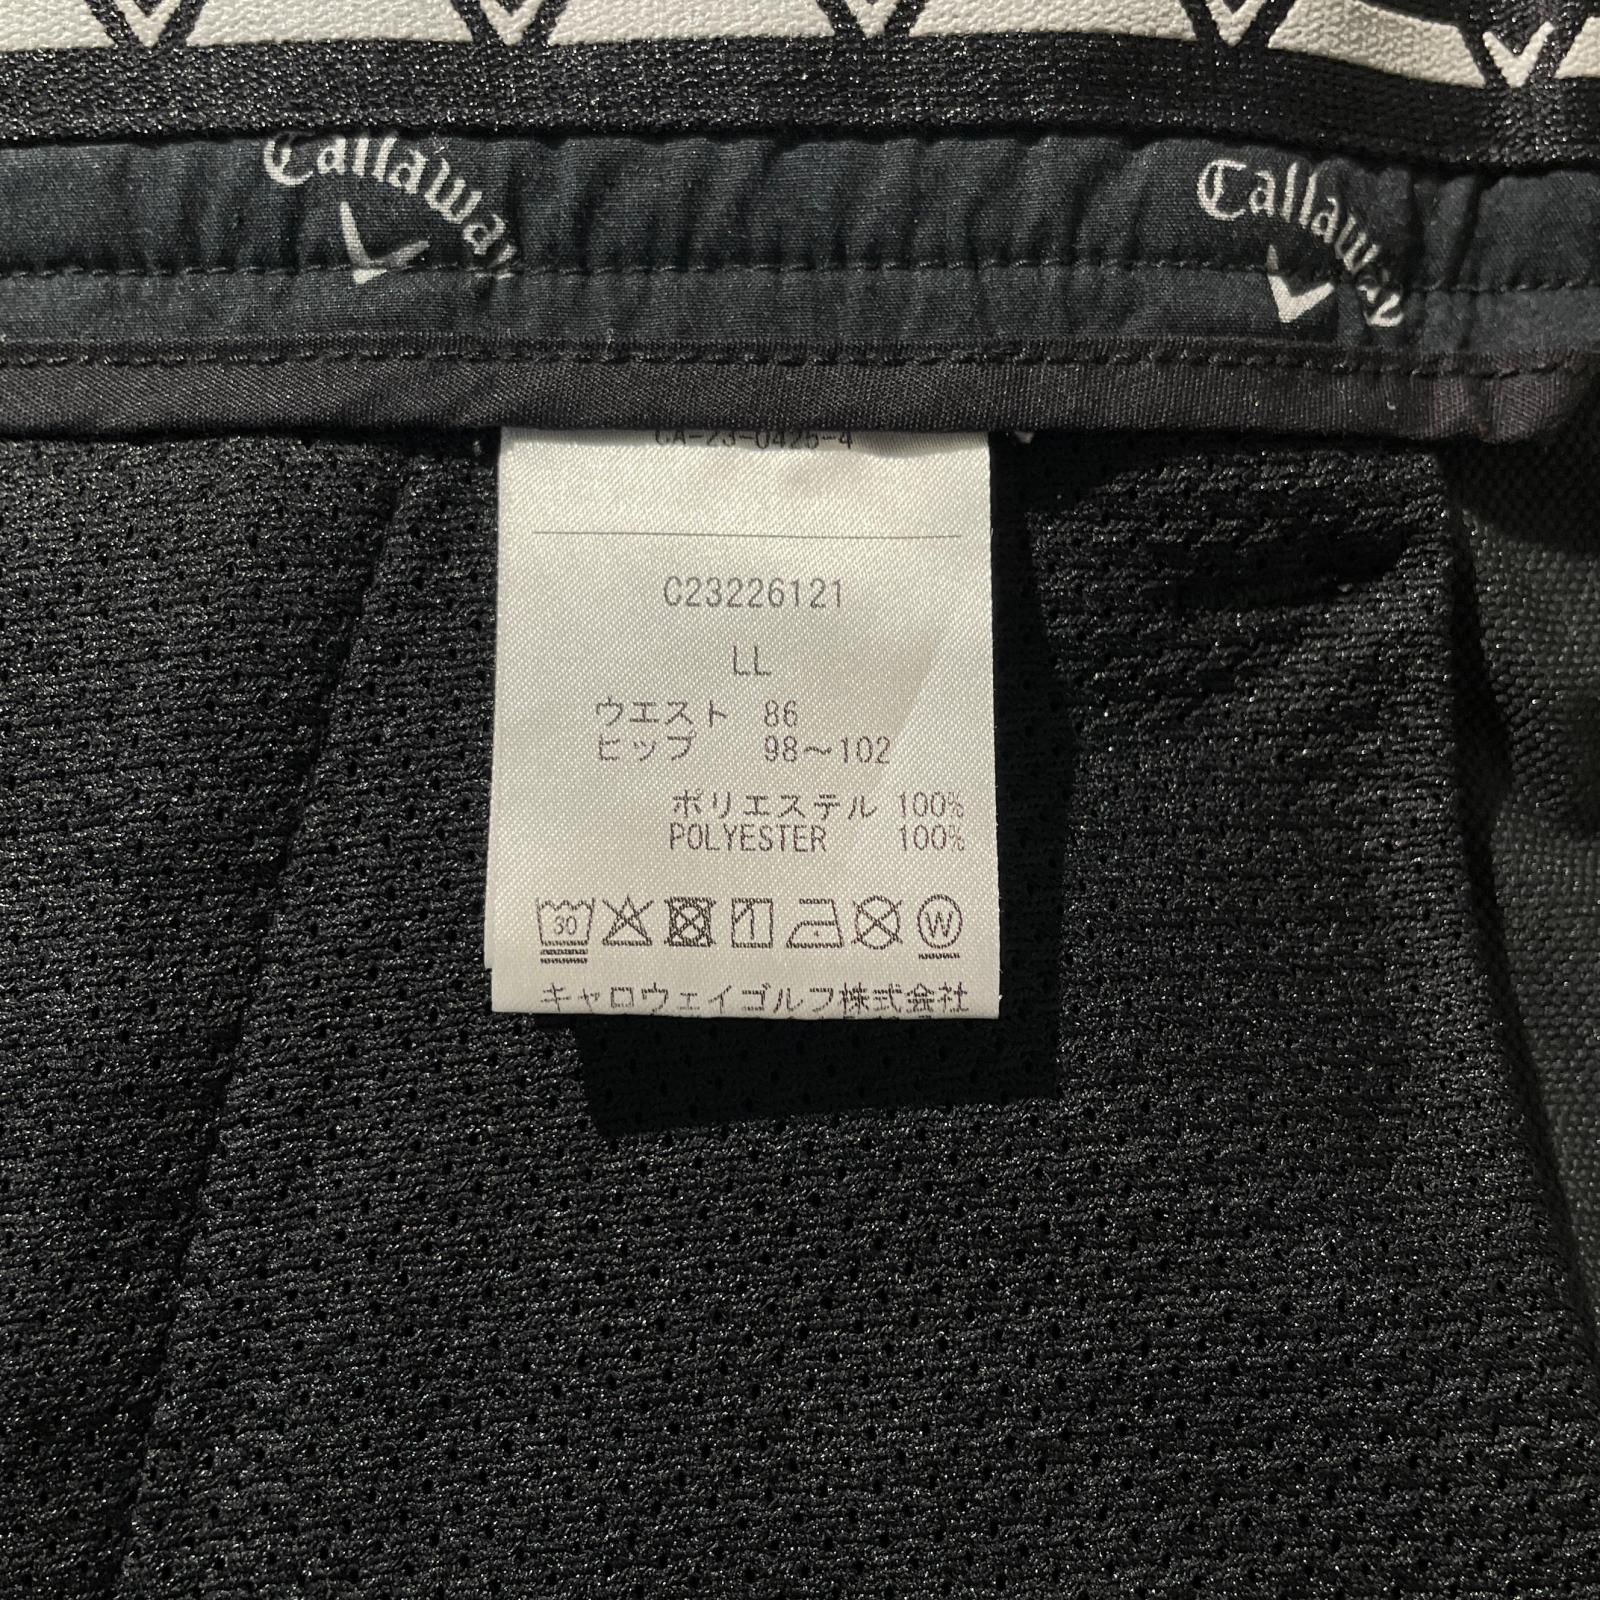 Callaway
Callaway
CA-23-0425-4
C23226121
LL
ウエスト 86
ヒップ 98～102
ポリエステル 100%
POLYESTER 100%
30 1 W
キャロウェイゴルフ株式会社